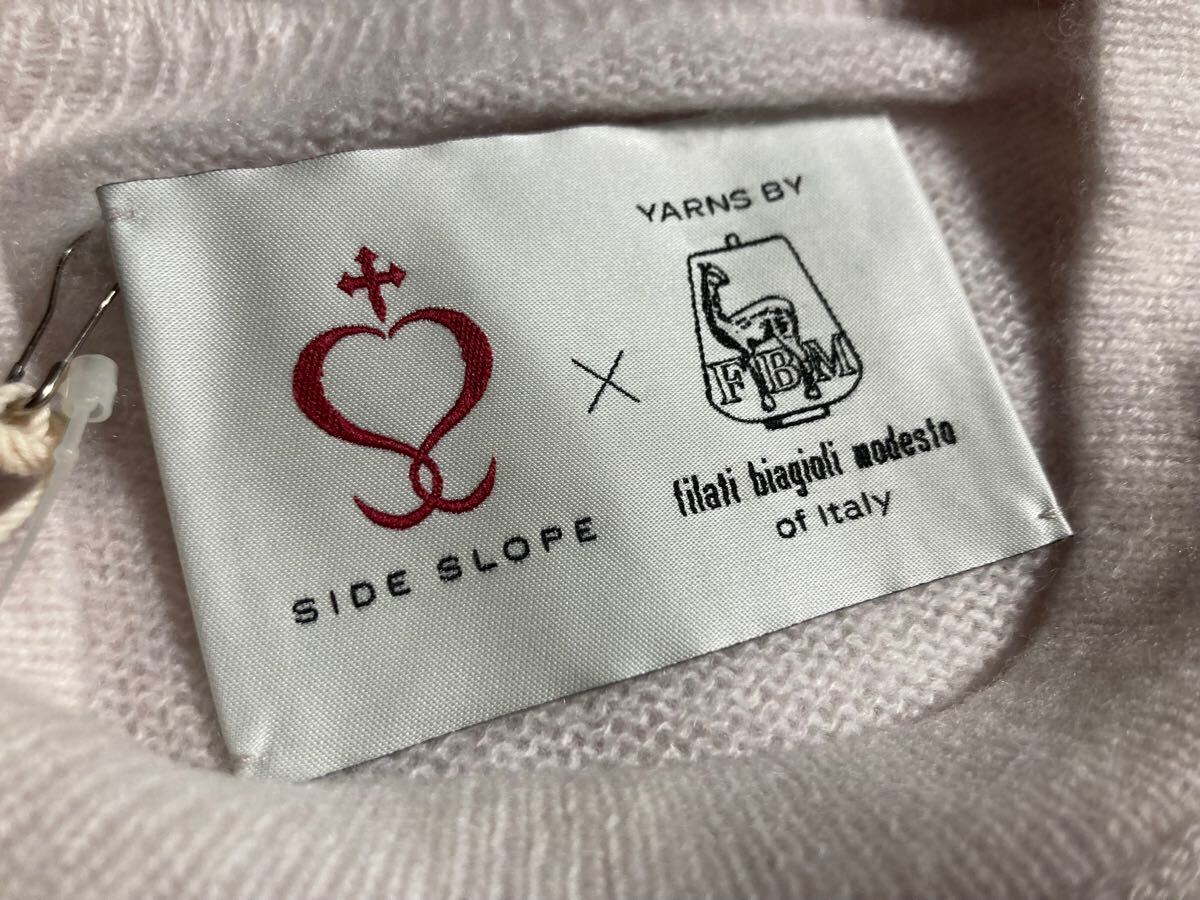 SIDE SLOPE
×
YARNS BY
FBM
filati biagioli modesto
of Italy